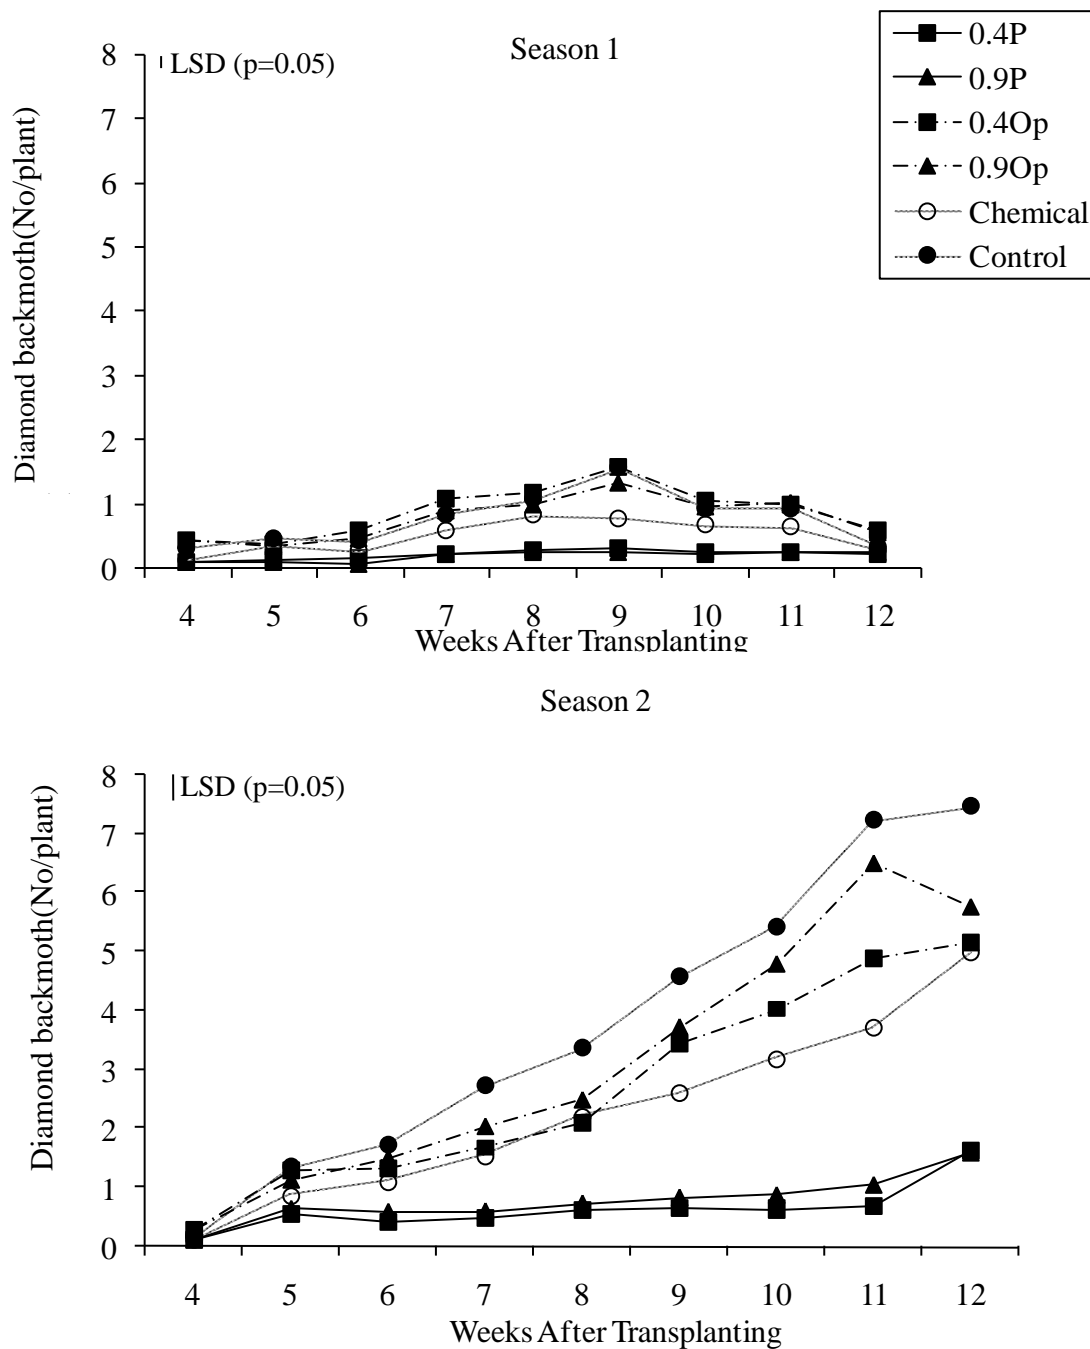 Season 1
LSD (p=0.05)
0.4P
0.9P
0.4Op
0.9Op
Chemical
Control
Diamond backmoth(No/plant)
8
7
6
5
4
3
2
1
0
4 5 6 7 8 9 10 11 12
Weeks After Transplanting
Season 2
LSD (p=0.05)
Diamond backmoth(No/plant)
8
7
6
5
4
3
2
1
0
4 5 6 7 8 9 10 11 12
Weeks After Transplanting